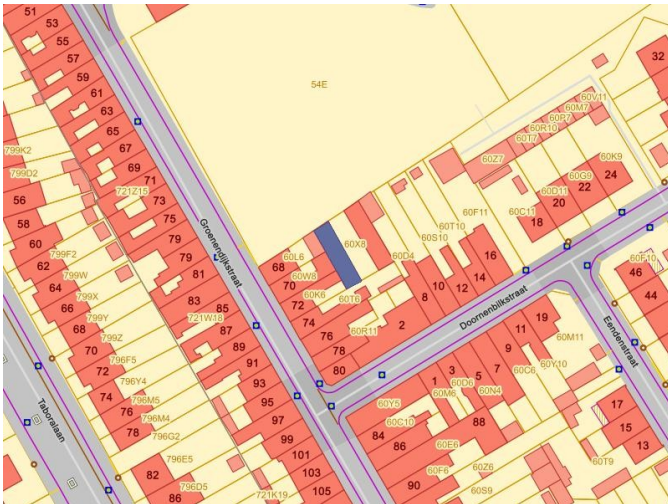 51
53
55
57
59
61
63
65
67
69
71
73
75
79
79
81
83
85
87
89
91
93
95
97
99
101
103
105
721Z15
721W18
721K19
799K2
799D2
56
58
60
62
64
66
68
70
72
74
76
78
82
86
799F2
799W
799X
799Y
799Z
796F5
796Y4
796M5
796M4
796G2
796E5
796D5
Taboralaan
Groenendijkstraat
54E
68
70
72
74
76
78
80
60L6
60W8
60K6
60T6
60R11
60X8
60D4
2
8
10
12
14
16
60S10
60T10
60F11
60Z7
60T7
60R10
60P7
60M7
60V11
60C11
60D11
60G9
60K9
18
20
22
24
32
Doornenbilkstraat
Eendenstraat
60F10
46
44
60Y5
60C10
84
86
90
1
3
5
7
9
11
19
88
60M6
60D6
60N4
60C6
60Y10
60M11
60E6
60F6
60Z6
60S9
60T9
17
15
13